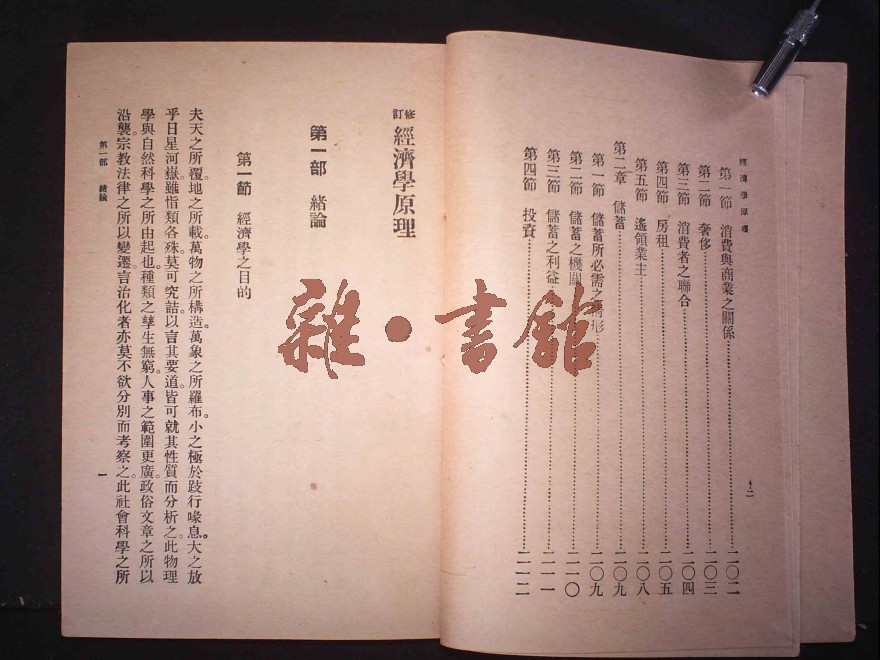 經濟學原理
第一節 消費與商業之關係 二〇二
第二節 奢侈 二〇三
第三節 消費者之聯合 二〇四
第四節 房租 二〇五
第五節 遙領業主 二〇八
第二章 儲蓄 二〇九
第一節 儲蓄所必需之情形 二〇九
第二節 儲蓄之機關 二一〇
第三節 儲蓄之利益 二一一
第四節 投資 二一二
十二
修訂 經濟學原理
第一部 緒論
第一節 經濟學之目的
夫天之所覆。地之所載。萬物之所構造。萬象之所羅布。小之極於跂行喙息。大之放
乎日星河嶽。雖恉類各殊。莫可究詰。以言其要道。皆可就其性質而分析之。此物理
學與自然科學之所由起也。種類之孳生無窮。人事之範圍更廣。政俗文章之所以
沿襲。宗教法律之所以變遷。言治化者。亦莫不欲分別而考察之。此社會科學之所
第一部 緒論
一
雜·書館